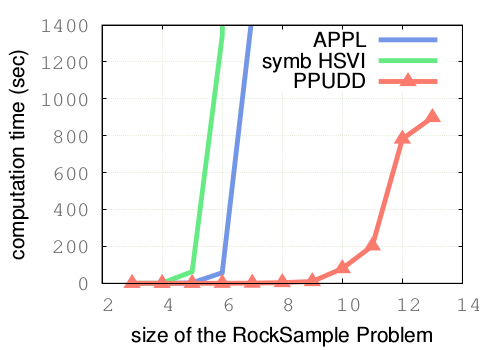 1400
1200
1000
800
600
400
200
0
computation time (sec)
APPL
symb HSVI
PPUDD
2 4 6 8 10 12 14
size of the RockSample Problem